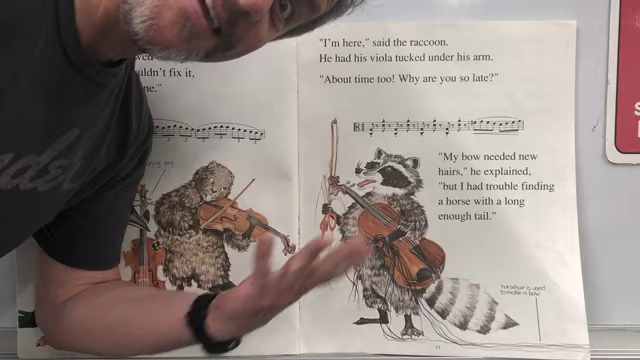 uldn't fix it,
"I'm here," said the raccoon.
He had his viola tucked under his arm.
"About time too! Why are you so late?"
"My bow needed new
hairs," he explained,
"but I had trouble finding
a horse with a long
enough tail."
horsehair is used
to make a bow